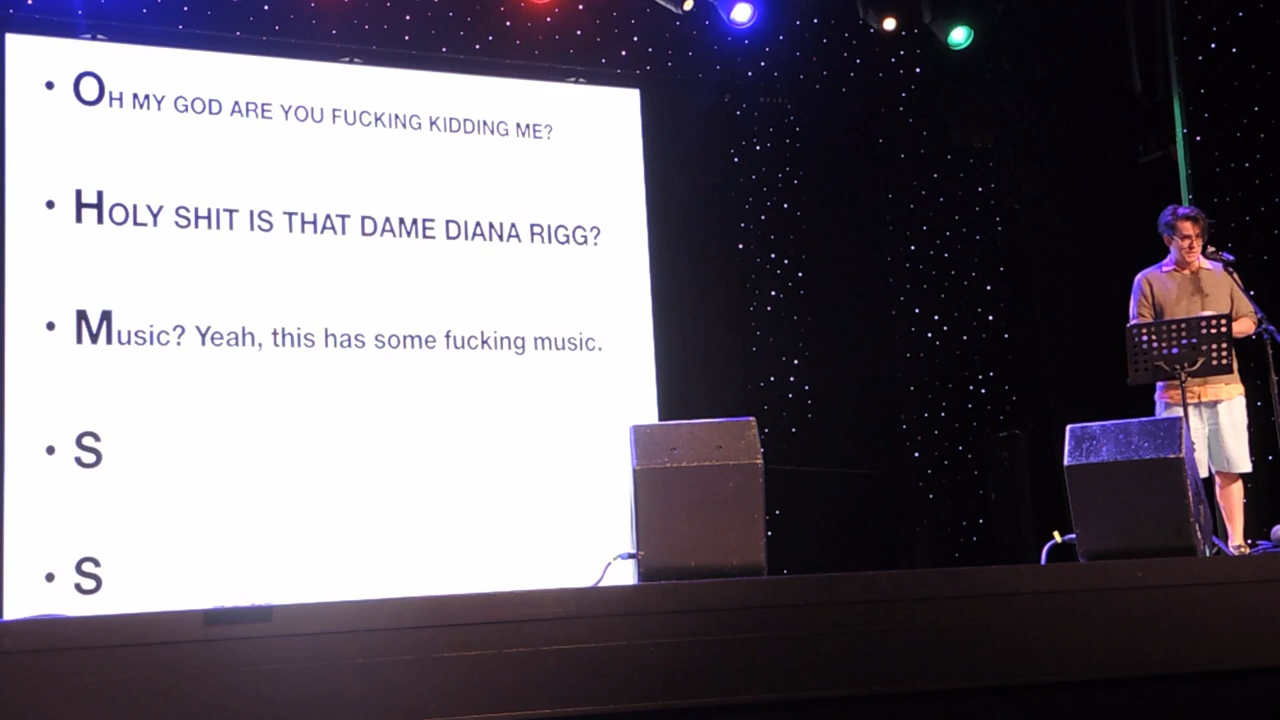 • OH MY GOD ARE YOU FUCKING KIDDING ME?
• HOLY SHIT IS THAT DAME DIANA RIGG?
• Music? Yeah, this has some fucking music.
• S
• S